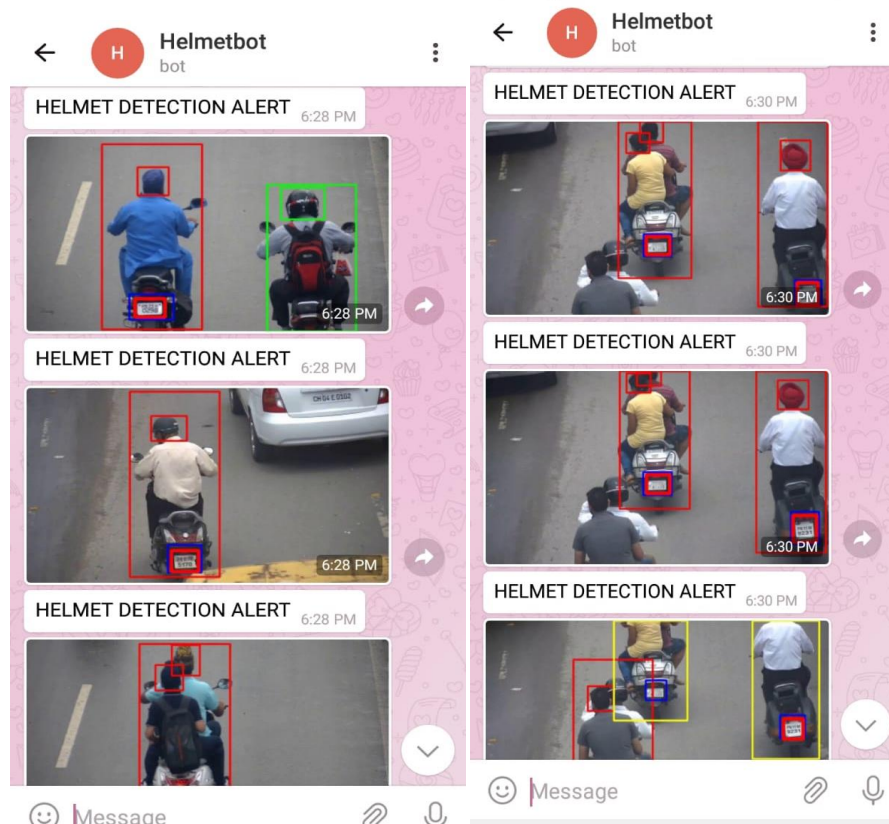 H
Helmetbot
bot
HELMET DETECTION ALERT
6:28 PM
6:28 PM
HELMET DETECTION ALERT
6:28 PM
CH 04 E 0302
6:28 PM
HELMET DETECTION ALERT
6:28 PM
Message
H
Helmetbot
bot
HELMET DETECTION ALERT
6:30 PM
6:30 PM
HELMET DETECTION ALERT
6:30 PM
6:30 PM
HELMET DETECTION ALERT
6:30 PM
Message